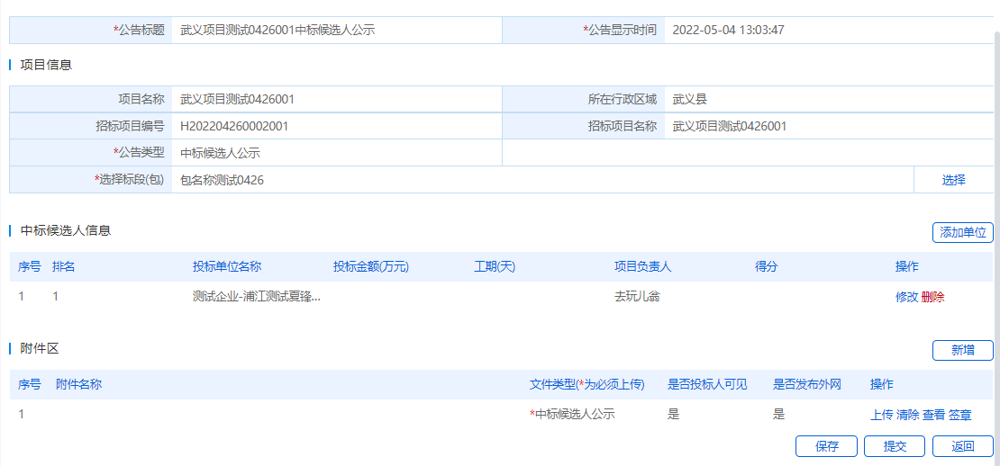 *公告标题 武义项目测试0426001中标候选人公示 *公告显示时间 2022-05-04 13:03:47
项目信息
项目名称 武义项目测试0426001 所在行政区域 武义县
招标项目编号 H202204260002001 招标项目名称 武义项目测试0426001
*公告类型 中标候选人公示
*选择标段(包) 包名称测试0426 选择
中标候选人信息 添加单位
序号 排名 投标单位名称 投标金额(万元) 工期(天) 项目负责人 得分 操作
1 1 测试企业-浦江测试夏锋... 去玩儿翁 修改 删除
附件区 新增
序号 附件名称 文件类型(*为必须上传) 是否投标人可见 是否发布外网 操作
1 *中标候选人公示 是 是 上传 清除 查看 签章
保存 提交 返回